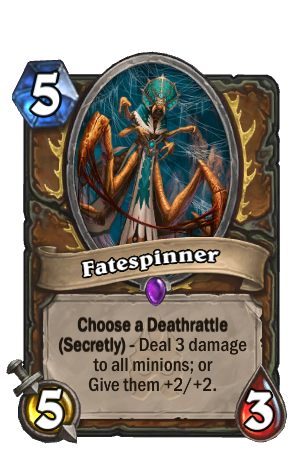 5
Fatespinner
Choose a Deathrattle
(Secretly) - Deal 3 damage
to all minions; or
Give them +2/+2.
5
3